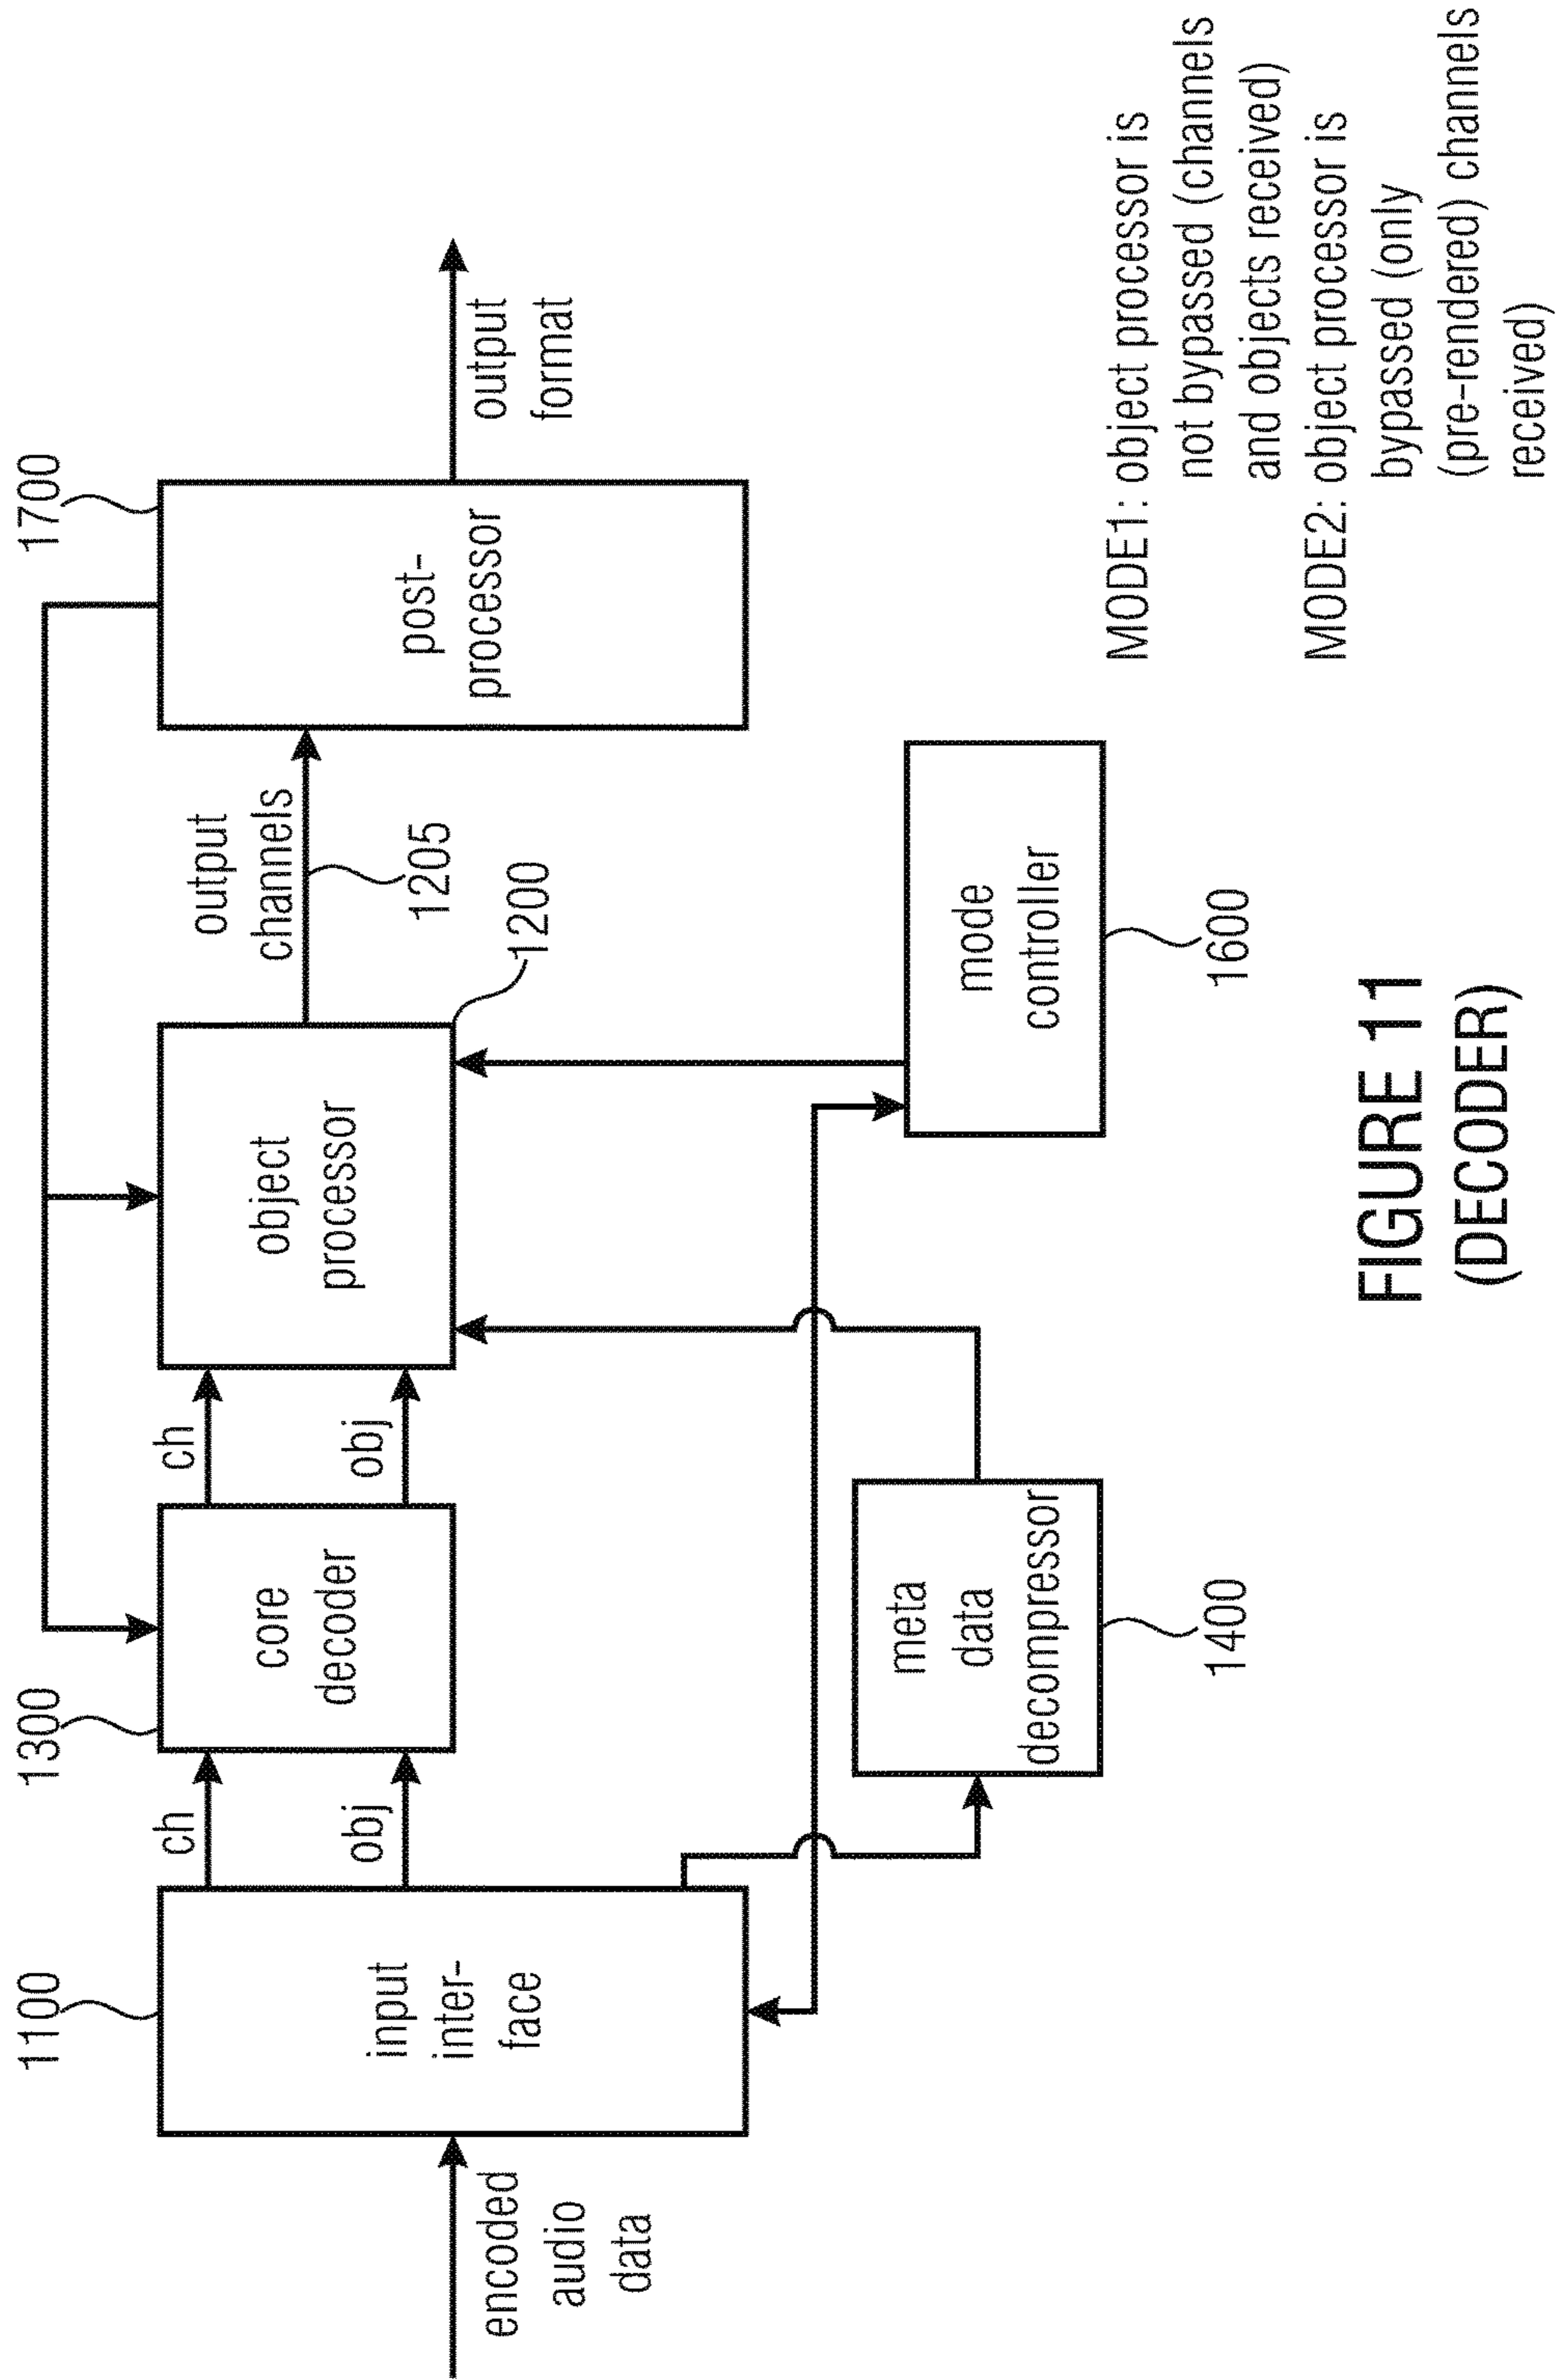 1100
1300
1700
ch
ch
output
channels
1205
1200
encoded
audio
data
input
inter-
face
obj
core
decoder
obj
object
processor
post-
processor
output
format
meta
data
decompressor
1400
mode
controller
1600
MODE1: object processor is
not bypassed (channels
and objects received)
MODE2: object processor is
bypassed (only
(pre-rendered) channels
received)
FIGURE 11
(DECODER)